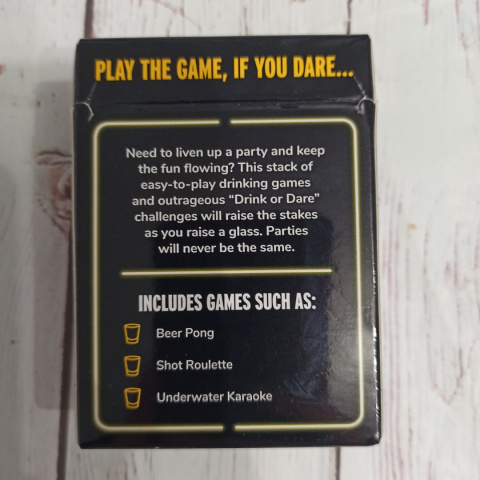 PLAY THE GAME, IF YOU DARE...
Need to liven up a party and keep
the fun flowing? This stack of
easy-to-play drinking games
and outrageous “Drink or Dare”
challenges will raise the stakes
as you raise a glass. Parties
will never be the same.
INCLUDES GAMES SUCH AS:
Beer Pong
Shot Roulette
Underwater Karaoke